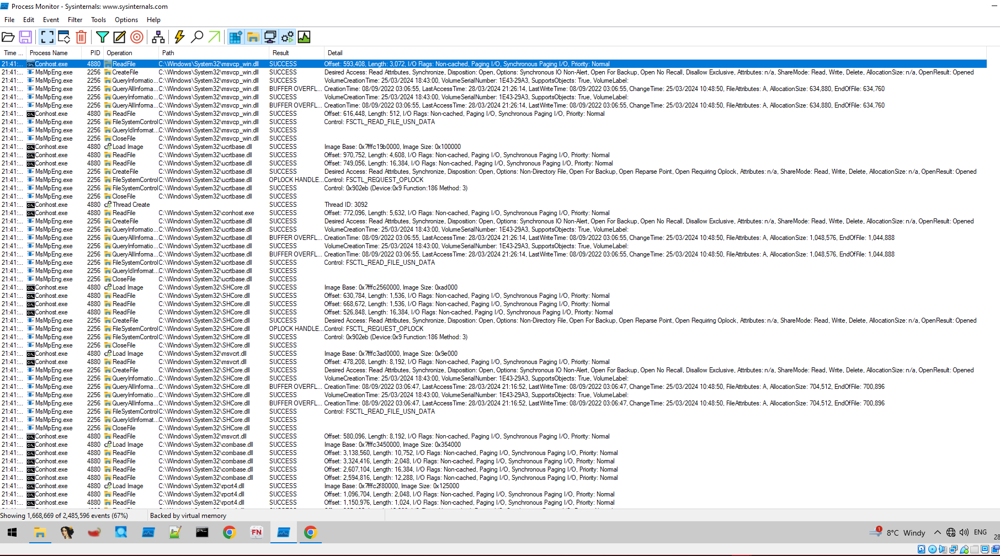 Process Monitor - Sysinternals: www.sysinternals.com
File Edit Event Filter Tools Options Help
Time ... Process Name PID Operation Path Result Detail
21:41:... Conhost.exe 4880 ReadFile C:\Windows\System32\msvcp_win.dll SUCCESS Offset: 593,408, Length: 3,072, I/O Flags: Non-cached, Paging I/O, Synchronous Paging I/O, Priority: Normal
21:41:... MsMpEng.exe 2256 CreateFile C:\Windows\System32\msvcp_win.dll SUCCESS Desired Access: Read Attributes, Synchronize, Disposition: Open, Options: Synchronous IO Non-Alert, Open For Backup, Open No Recall, Disallow Exclusive, Attributes: n/a, ShareMode: Read, Write, Delete, AllocationSize: n/a, OpenResult: Opened
21:41:... MsMpEng.exe 2256 QueryInformatio... C:\Windows\System32\msvcp_win.dll SUCCESS VolumeCreationTime: 25/03/2024 18:43:00, VolumeSerialNumber: 1E43-29A3, SupportsObjects: True, VolumeLabel:
21:41:... MsMpEng.exe 2256 QueryAllInforma... C:\Windows\System32\msvcp_win.dll BUFFER OVERFL... CreationTime: 08/09/2022 03:06:55, LastAccessTime: 28/03/2024 21:26:14, LastWriteTime: 08/09/2022 03:06:55, ChangeTime: 25/03/2024 10:48:50, FileAttributes: A, AllocationSize: 634,880, EndOfFile: 634,760
21:41:... MsMpEng.exe 2256 QueryInformatio... C:\Windows\System32\msvcp_win.dll SUCCESS VolumeCreationTime: 25/03/2024 18:43:00, VolumeSerialNumber: 1E43-29A3, SupportsObjects: True, VolumeLabel:
21:41:... MsMpEng.exe 2256 QueryAllInforma... C:\Windows\System32\msvcp_win.dll BUFFER OVERFL... CreationTime: 08/09/2022 03:06:55, LastAccessTime: 28/03/2024 21:26:14, LastWriteTime: 08/09/2022 03:06:55, ChangeTime: 25/03/2024 10:48:50, FileAttributes: A, AllocationSize: 634,880, EndOfFile: 634,760
21:41:... Conhost.exe 4880 ReadFile C:\Windows\System32\msvcp_win.dll SUCCESS Offset: 616,448, Length: 512, I/O Flags: Non-cached, Paging I/O, Synchronous Paging I/O, Priority: Normal
21:41:... MsMpEng.exe 2256 FileSystemControl C:\Windows\System32\msvcp_win.dll SUCCESS Control: FSCTL_READ_FILE_USN_DATA
21:41:... MsMpEng.exe 2256 QueryIdInformat... C:\Windows\System32\msvcp_win.dll SUCCESS
21:41:... MsMpEng.exe 2256 CloseFile C:\Windows\System32\msvcp_win.dll SUCCESS
21:41:... Conhost.exe 4880 Load Image C:\Windows\System32\ucrtbase.dll SUCCESS Image Base: 0x7fffc19b0000, Image Size: 0x100000
21:41:... Conhost.exe 4880 ReadFile C:\Windows\System32\ucrtbase.dll SUCCESS Offset: 970,752, Length: 4,608, I/O Flags: Non-cached, Paging I/O, Synchronous Paging I/O, Priority: Normal
21:41:... Conhost.exe 4880 ReadFile C:\Windows\System32\ucrtbase.dll SUCCESS Offset: 749,056, Length: 16,384, I/O Flags: Non-cached, Paging I/O, Synchronous Paging I/O, Priority: Normal
21:41:... MsMpEng.exe 2256 CreateFile C:\Windows\System32\ucrtbase.dll SUCCESS Desired Access: Read Attributes, Synchronize, Disposition: Open, Options: Non-Directory File, Open For Backup, Open Reparse Point, Open Requiring Oplock, Attributes: n/a, ShareMode: Read, Write, Delete, AllocationSize: n/a, OpenResult: Opened
21:41:... MsMpEng.exe 2256 FileSystemControl C:\Windows\System32\ucrtbase.dll OPLOCK HANDLE... Control: FSCTL_REQUEST_OPLOCK
21:41:... MsMpEng.exe 2256 FileSystemControl C:\Windows\System32\ucrtbase.dll SUCCESS Control: 0x902eb (Device:0x9 Function:186 Method: 3)
21:41:... MsMpEng.exe 2256 CloseFile C:\Windows\System32\ucrtbase.dll SUCCESS
21:41:... Conhost.exe 4880 Thread Create SUCCESS Thread ID: 3092
21:41:... Conhost.exe 4880 ReadFile C:\Windows\System32\conhost.exe SUCCESS Offset: 772,096, Length: 5,632, I/O Flags: Non-cached, Paging I/O, Synchronous Paging I/O, Priority: Normal
21:41:... MsMpEng.exe 2256 CreateFile C:\Windows\System32\ucrtbase.dll SUCCESS Desired Access: Read Attributes, Synchronize, Disposition: Open, Options: Synchronous IO Non-Alert, Open For Backup, Open No Recall, Disallow Exclusive, Attributes: n/a, ShareMode: Read, Write, Delete, AllocationSize: n/a, OpenResult: Opened
21:41:... MsMpEng.exe 2256 QueryInformatio... C:\Windows\System32\ucrtbase.dll SUCCESS VolumeCreationTime: 25/03/2024 18:43:00, VolumeSerialNumber: 1E43-29A3, SupportsObjects: True, VolumeLabel:
21:41:... MsMpEng.exe 2256 QueryAllInforma... C:\Windows\System32\ucrtbase.dll BUFFER OVERFL... CreationTime: 08/09/2022 03:06:55, LastAccessTime: 28/03/2024 21:26:14, LastWriteTime: 08/09/2022 03:06:55, ChangeTime: 25/03/2024 10:48:50, FileAttributes: A, AllocationSize: 1,048,576, EndOfFile: 1,044,888
21:41:... MsMpEng.exe 2256 QueryInformatio... C:\Windows\System32\ucrtbase.dll SUCCESS VolumeCreationTime: 25/03/2024 18:43:00, VolumeSerialNumber: 1E43-29A3, SupportsObjects: True, VolumeLabel:
21:41:... MsMpEng.exe 2256 QueryAllInforma... C:\Windows\System32\ucrtbase.dll BUFFER OVERFL... CreationTime: 08/09/2022 03:06:55, LastAccessTime: 28/03/2024 21:26:14, LastWriteTime: 08/09/2022 03:06:55, ChangeTime: 25/03/2024 10:48:50, FileAttributes: A, AllocationSize: 1,048,576, EndOfFile: 1,044,888
21:41:... MsMpEng.exe 2256 FileSystemControl C:\Windows\System32\ucrtbase.dll SUCCESS Control: FSCTL_READ_FILE_USN_DATA
21:41:... MsMpEng.exe 2256 QueryIdInformat... C:\Windows\System32\ucrtbase.dll SUCCESS
21:41:... MsMpEng.exe 2256 CloseFile C:\Windows\System32\ucrtbase.dll SUCCESS
21:41:... Conhost.exe 4880 Load Image C:\Windows\System32\SHCore.dll SUCCESS Image Base: 0x7fffc2560000, Image Size: 0xad000
21:41:... Conhost.exe 4880 ReadFile C:\Windows\System32\SHCore.dll SUCCESS Offset: 630,784, Length: 1,536, I/O Flags: Non-cached, Paging I/O, Synchronous Paging I/O, Priority: Normal
21:41:... Conhost.exe 4880 ReadFile C:\Windows\System32\SHCore.dll SUCCESS Offset: 668,672, Length: 1,536, I/O Flags: Non-cached, Paging I/O, Synchronous Paging I/O, Priority: Normal
21:41:... Conhost.exe 4880 ReadFile C:\Windows\System32\SHCore.dll SUCCESS Offset: 526,848, Length: 16,384, I/O Flags: Non-cached, Paging I/O, Synchronous Paging I/O, Priority: Normal
21:41:... MsMpEng.exe 2256 CreateFile C:\Windows\System32\SHCore.dll SUCCESS Desired Access: Read Attributes, Synchronize, Disposition: Open, Options: Non-Directory File, Open For Backup, Open Reparse Point, Open Requiring Oplock, Attributes: n/a, ShareMode: Read, Write, Delete, AllocationSize: n/a, OpenResult: Opened
21:41:... MsMpEng.exe 2256 FileSystemControl C:\Windows\System32\SHCore.dll OPLOCK HANDLE... Control: FSCTL_REQUEST_OPLOCK
21:41:... MsMpEng.exe 2256 FileSystemControl C:\Windows\System32\SHCore.dll SUCCESS Control: 0x902eb (Device:0x9 Function:186 Method: 3)
21:41:... MsMpEng.exe 2256 CloseFile C:\Windows\System32\SHCore.dll SUCCESS
21:41:... Conhost.exe 4880 Load Image C:\Windows\System32\msvcrt.dll SUCCESS Image Base: 0x7fffc3ad0000, Image Size: 0x9e000
21:41:... Conhost.exe 4880 ReadFile C:\Windows\System32\msvcrt.dll SUCCESS Offset: 478,208, Length: 8,192, I/O Flags: Non-cached, Paging I/O, Synchronous Paging I/O, Priority: Normal
21:41:... MsMpEng.exe 2256 CreateFile C:\Windows\System32\SHCore.dll SUCCESS Desired Access: Read Attributes, Synchronize, Disposition: Open, Options: Synchronous IO Non-Alert, Open For Backup, Open No Recall, Disallow Exclusive, Attributes: n/a, ShareMode: Read, Write, Delete, AllocationSize: n/a, OpenResult: Opened
21:41:... MsMpEng.exe 2256 QueryInformatio... C:\Windows\System32\SHCore.dll SUCCESS VolumeCreationTime: 25/03/2024 18:43:00, VolumeSerialNumber: 1E43-29A3, SupportsObjects: True, VolumeLabel:
21:41:... MsMpEng.exe 2256 QueryAllInforma... C:\Windows\System32\SHCore.dll BUFFER OVERFL... CreationTime: 08/09/2022 03:06:47, LastAccessTime: 28/03/2024 21:16:52, LastWriteTime: 08/09/2022 03:06:47, ChangeTime: 25/03/2024 10:48:50, FileAttributes: A, AllocationSize: 704,512, EndOfFile: 700,896
21:41:... MsMpEng.exe 2256 QueryInformatio... C:\Windows\System32\SHCore.dll SUCCESS VolumeCreationTime: 25/03/2024 18:43:00, VolumeSerialNumber: 1E43-29A3, SupportsObjects: True, VolumeLabel:
21:41:... MsMpEng.exe 2256 QueryAllInforma... C:\Windows\System32\SHCore.dll BUFFER OVERFL... CreationTime: 08/09/2022 03:06:47, LastAccessTime: 28/03/2024 21:16:52, LastWriteTime: 08/09/2022 03:06:47, ChangeTime: 25/03/2024 10:48:50, FileAttributes: A, AllocationSize: 704,512, EndOfFile: 700,896
21:41:... MsMpEng.exe 2256 FileSystemControl C:\Windows\System32\SHCore.dll SUCCESS Control: FSCTL_READ_FILE_USN_DATA
21:41:... MsMpEng.exe 2256 QueryIdInformat... C:\Windows\System32\SHCore.dll SUCCESS
21:41:... MsMpEng.exe 2256 CloseFile C:\Windows\System32\SHCore.dll SUCCESS
21:41:... Conhost.exe 4880 ReadFile C:\Windows\System32\msvcrt.dll SUCCESS Offset: 580,096, Length: 8,192, I/O Flags: Non-cached, Paging I/O, Synchronous Paging I/O, Priority: Normal
21:41:... Conhost.exe 4880 Load Image C:\Windows\System32\combase.dll SUCCESS Image Base: 0x7fffc3450000, Image Size: 0x354000
21:41:... Conhost.exe 4880 ReadFile C:\Windows\System32\combase.dll SUCCESS Offset: 3,138,560, Length: 10,752, I/O Flags: Non-cached, Paging I/O, Synchronous Paging I/O, Priority: Normal
21:41:... Conhost.exe 4880 ReadFile C:\Windows\System32\combase.dll SUCCESS Offset: 3,324,416, Length: 2,048, I/O Flags: Non-cached, Paging I/O, Synchronous Paging I/O, Priority: Normal
21:41:... Conhost.exe 4880 ReadFile C:\Windows\System32\combase.dll SUCCESS Offset: 2,607,104, Length: 16,384, I/O Flags: Non-cached, Paging I/O, Synchronous Paging I/O, Priority: Normal
21:41:... Conhost.exe 4880 ReadFile C:\Windows\System32\combase.dll SUCCESS Offset: 2,594,816, Length: 12,288, I/O Flags: Non-cached, Paging I/O, Synchronous Paging I/O, Priority: Normal
21:41:... Conhost.exe 4880 Load Image C:\Windows\System32\rpcrt4.dll SUCCESS Image Base: 0x7fffc2f80000, Image Size: 0x125000
21:41:... Conhost.exe 4880 ReadFile C:\Windows\System32\rpcrt4.dll SUCCESS Offset: 1,096,704, Length: 2,048, I/O Flags: Non-cached, Paging I/O, Synchronous Paging I/O, Priority: Normal
21:41:... Conhost.exe 4880 ReadFile C:\Windows\System32\rpcrt4.dll SUCCESS Offset: 1,150,976, Length: 1,024, I/O Flags: Non-cached, Paging I/O, Synchronous Paging I/O, Priority: Normal
Showing 1,668,669 of 2,485,596 events (67%) Backed by virtual memory
FN 1 8°C Windy ENG 28